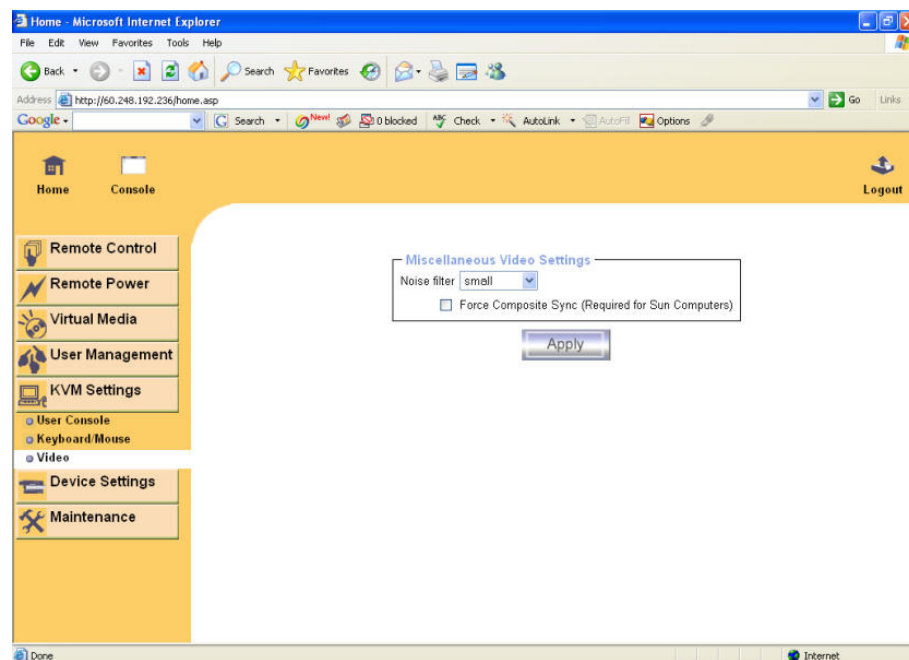 Home - Microsoft Internet Explorer
File Edit View Favorites Tools Help
Back Search Favorites
Address http://60.248.192.236/home.asp Go Links
Google Search New! 0 blocked ABC Check AutoLink AutoFill Options
Home Console Logout
Remote Control
Remote Power
Virtual Media
User Management
KVM Settings
User Console
Keyboard/Mouse
Video
Device Settings
Maintenance
Miscellaneous Video Settings
Noise filter small
Force Composite Sync (Required for Sun Computers)
Apply
Done Internet